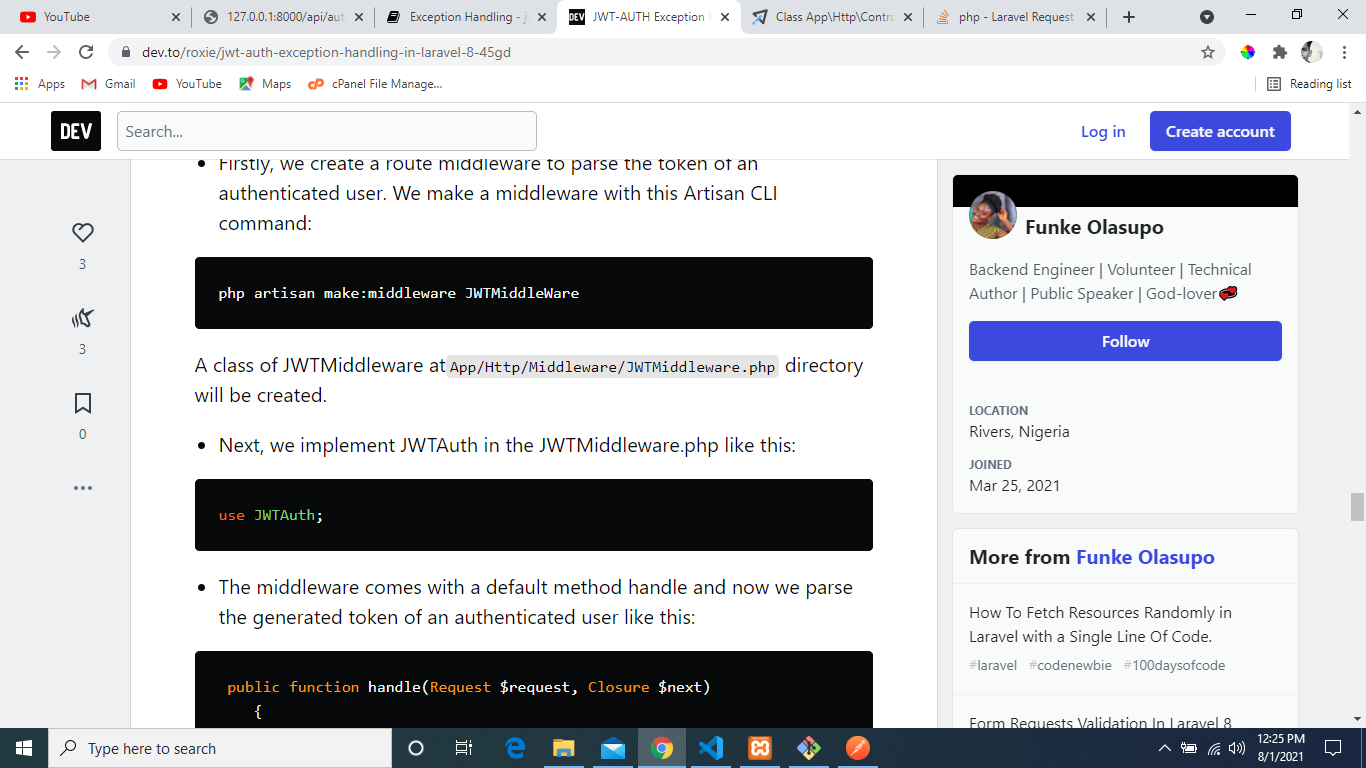 YouTube
127.0.0.1:8000/api/aut
Exception Handling - j
JWT-AUTH Exception
Class App\Http\Contro
php - Laravel Request
dev.to/roxie/jwt-auth-exception-handling-in-laravel-8-45gd
Apps
Gmail
YouTube
Maps
cPanel File Manage...
Reading list
DEV
Search...
Log in
Create account
3
3
0
• Firstly, we create a route middleware to parse the token of an
authenticated user. We make a middleware with this Artisan CLI
command:
php artisan make:middleware JWTMiddleWare
A class of JWTMiddleware at App/Http/Middleware/JWTMiddleware.php directory
will be created.
• Next, we implement JWTAuth in the JWTMiddleware.php like this:
use JWTAuth;
• The middleware comes with a default method handle and now we parse
the generated token of an authenticated user like this:
public function handle(Request $request, Closure $next)
{
Funke Olasupo
Backend Engineer | Volunteer | Technical
Author | Public Speaker | God-lover💋
Follow
LOCATION
Rivers, Nigeria
JOINED
Mar 25, 2021
More from Funke Olasupo
How To Fetch Resources Randomly in
Laravel with a Single Line Of Code.
#laravel #codenewbie #100daysofcode
Form Requests Validation In Laravel 8
Type here to search
12:25 PM
8/1/2021